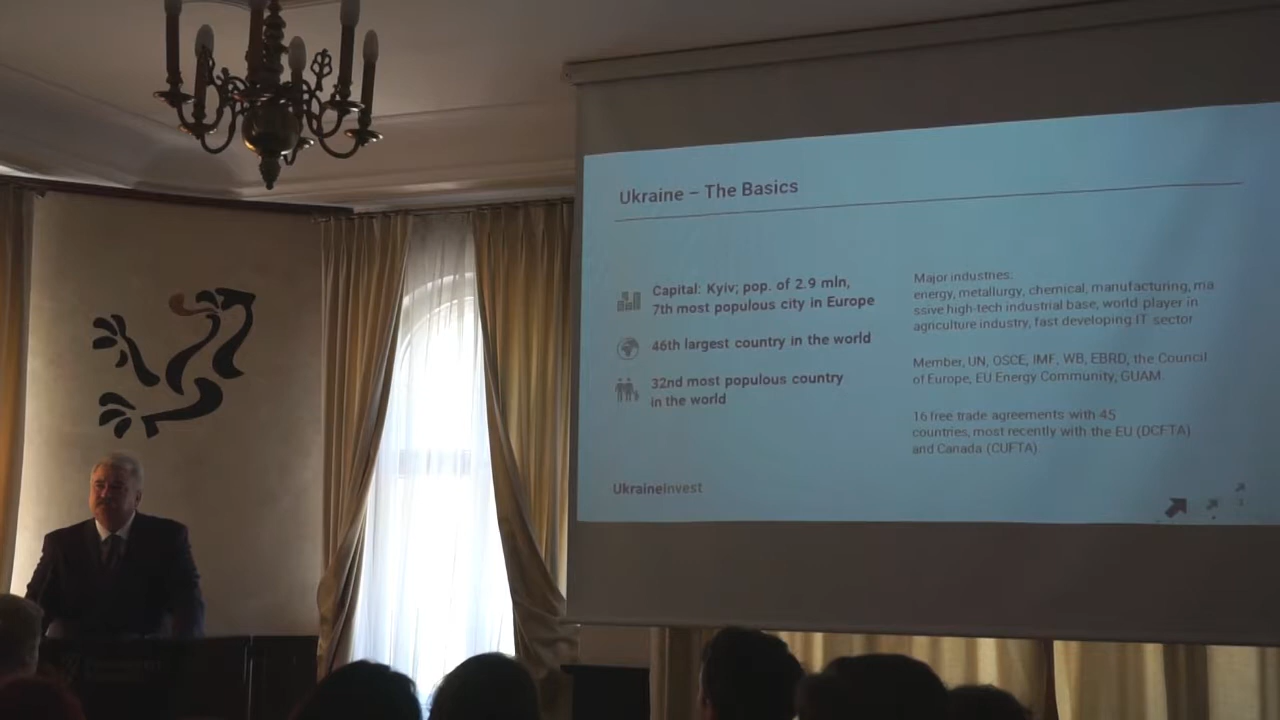 Ukraine – The Basics
Capital: Kyiv; pop. of 2.9 mln,
7th most populous city in Europe
46th largest country in the world
32nd most populous country
in the world
Major industries:
energy, metallurgy, chemical, manufacturing, ma
ssive high-tech industrial base, world player in
agriculture industry, fast developing IT sector
Member, UN, OSCE, IMF, WB, EBRD, the Council
of Europe, EU Energy Community, GUAM.
16 free trade agreements with 45
countries, most recently with the EU (DCFTA)
and Canada (CUFTA)
UkraineInvest